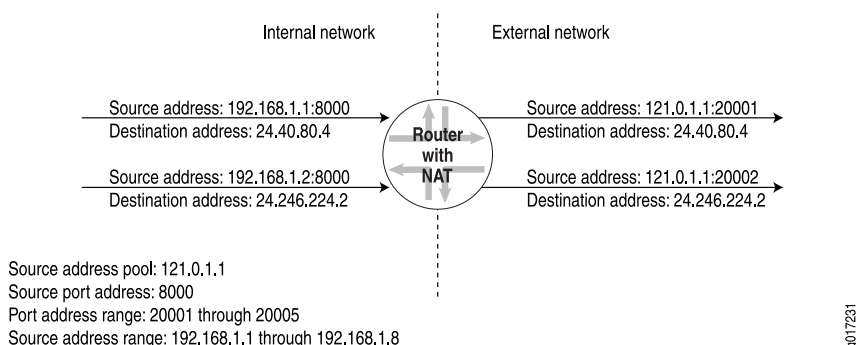 Internal network
External network
Source address: 192.168.1.1:8000
Destination address: 24.40.80.4
Source address: 121.0.1.1:20001
Destination address: 24.40.80.4
Router
with
NAT
Source address: 192.168.1.2:8000
Destination address: 24.246.224.2
Source address: 121.0.1.1:20002
Destination address: 24.246.224.2
Source address pool: 121.0.1.1
Source port address: 8000
Port address range: 20001 through 20005
Source address range: 192.168.1.1 through 192.168.1.8